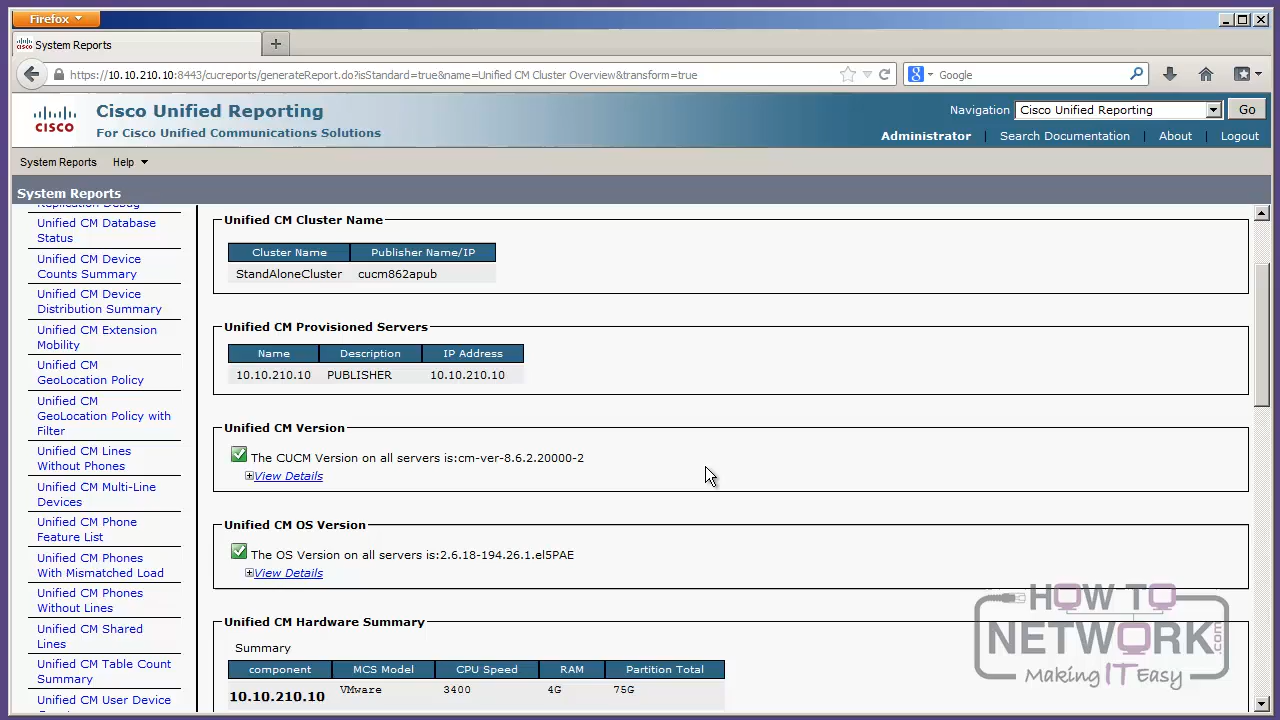 Firefox
System Reports
https://10.10.210.10:8443/cucreports/generateReport.do?isStandard=true&name=Unified CM Cluster Overview&transform=true
Google
CISCO
Cisco Unified Reporting
For Cisco Unified Communications Solutions
Navigation Cisco Unified Reporting Go
Administrator | Search Documentation | About | Logout
System Reports Help
System Reports
Replication Debug
Unified CM Database
Status
Unified CM Device
Counts Summary
Unified CM Device
Distribution Summary
Unified CM Extension
Mobility
Unified CM
GeoLocation Policy
Unified CM
GeoLocation Policy with
Filter
Unified CM Lines
Without Phones
Unified CM Multi-Line
Devices
Unified CM Phone
Feature List
Unified CM Phones
With Mismatched Load
Unified CM Phones
Without Lines
Unified CM Shared
Lines
Unified CM Table Count
Summary
Unified CM User Device
Unified CM Cluster Name
Cluster Name Publisher Name/IP
StandAloneCluster cucm862apub
Unified CM Provisioned Servers
Name Description IP Address
10.10.210.10 PUBLISHER 10.10.210.10
Unified CM Version
The CUCM Version on all servers is:cm-ver-8.6.2.20000-2
View Details
Unified CM OS Version
The OS Version on all servers is:2.6.18-194.26.1.el5PAE
View Details
Unified CM Hardware Summary
Summary
component MCS Model CPU Speed RAM Partition Total
10.10.210.10 VMware 3400 4G 75G
HOW TO
NETWORK.com
Making IT Easy